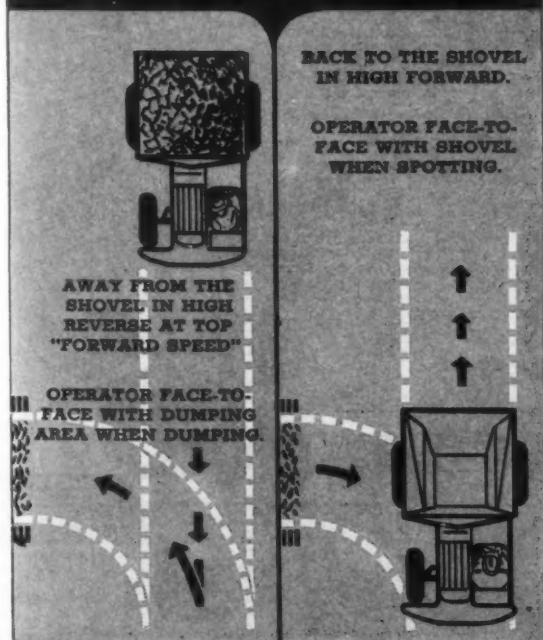 AWAY FROM THE
SHOVEL IN HIGH
REVERSE AT TOP
"FORWARD SPEED"
OPERATOR FACE-TO-
FACE WITH DUMPING
AREA WHEN DUMPING.
BACK TO THE SHOVEL
IN HIGH FORWARD.
OPERATOR FACE-TO-
FACE WITH SHOVEL
WHEN SPOTTING.